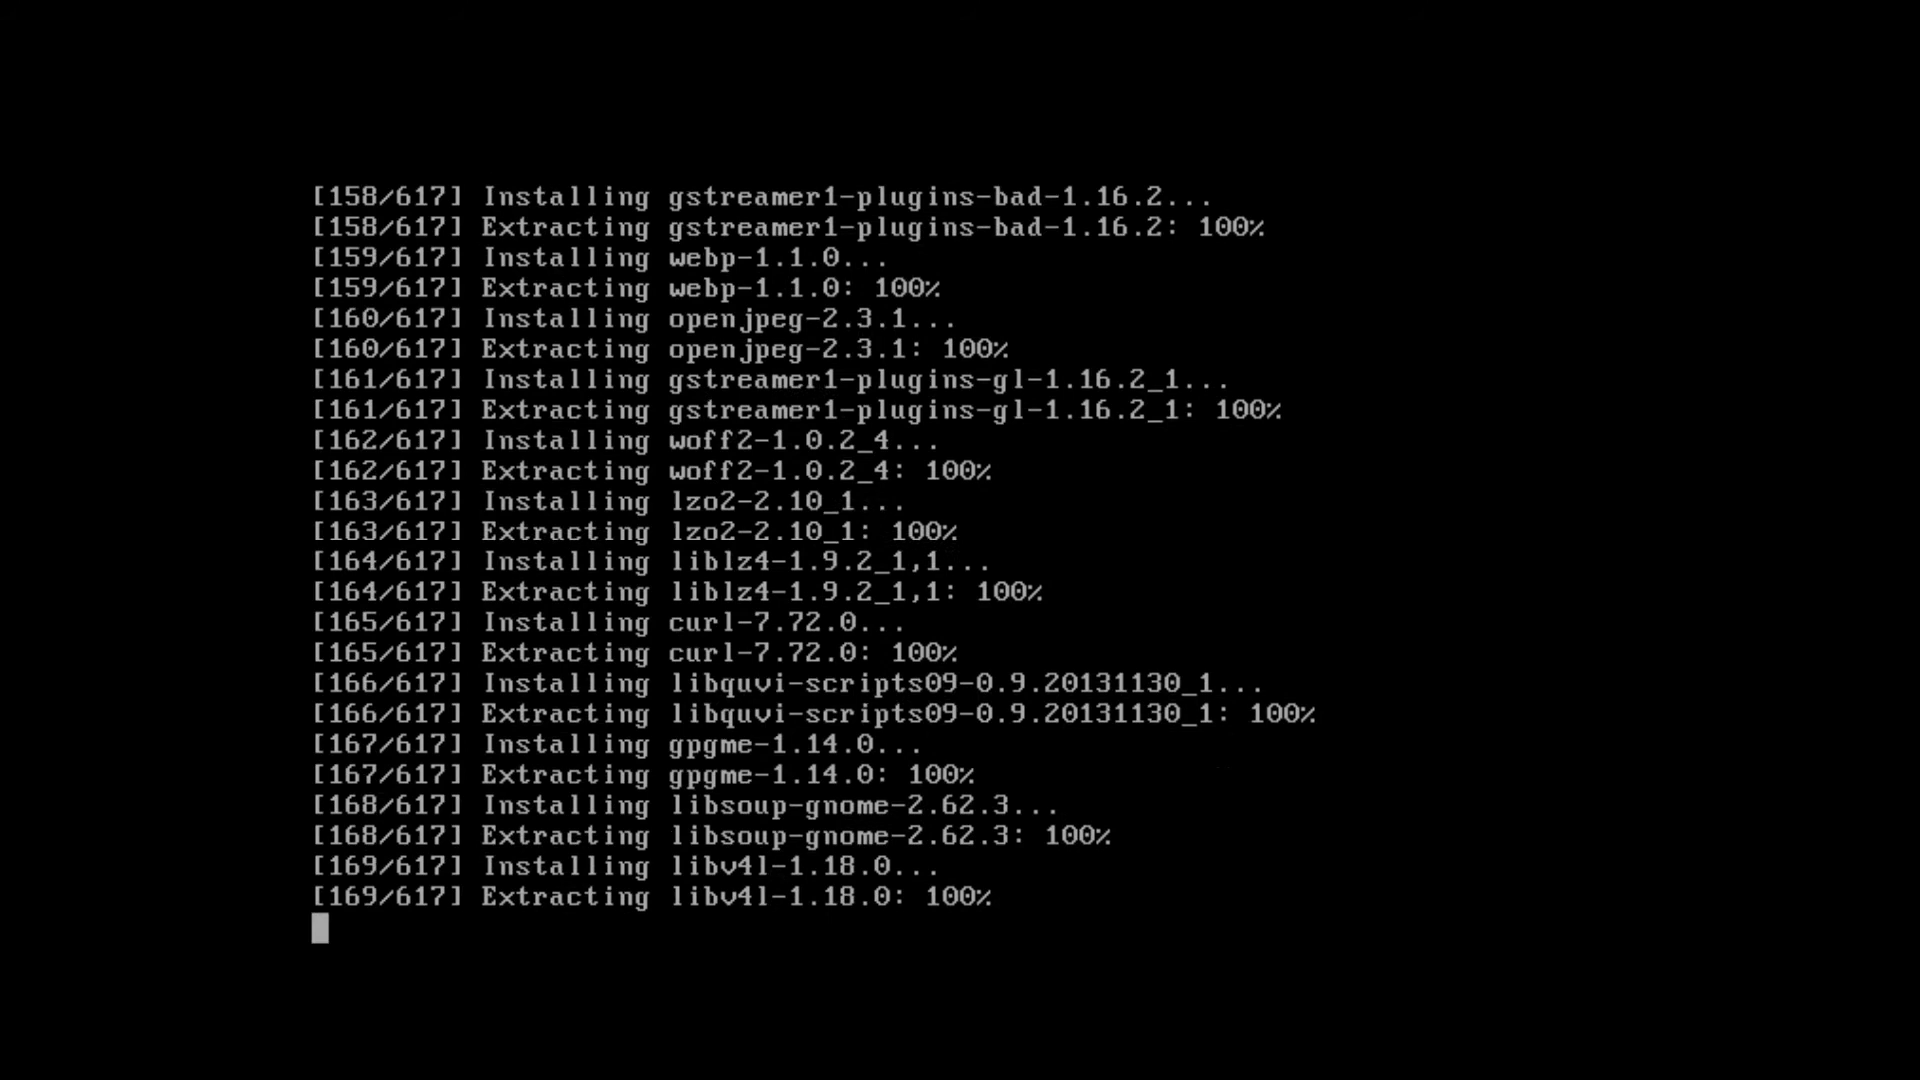 [158/617] Installing gstreamer1-plugins-bad-1.16.2...
[158/617] Extracting gstreamer1-plugins-bad-1.16.2: 100%
[159/617] Installing webp-1.1.0...
[159/617] Extracting webp-1.1.0: 100%
[160/617] Installing openjpeg-2.3.1...
[160/617] Extracting openjpeg-2.3.1: 100%
[161/617] Installing gstreamer1-plugins-gl-1.16.2_1...
[161/617] Extracting gstreamer1-plugins-gl-1.16.2_1: 100%
[162/617] Installing woff2-1.0.2_4...
[162/617] Extracting woff2-1.0.2_4: 100%
[163/617] Installing lzo2-2.10_1...
[163/617] Extracting lzo2-2.10_1: 100%
[164/617] Installing liblz4-1.9.2_1,1...
[164/617] Extracting liblz4-1.9.2_1,1: 100%
[165/617] Installing curl-7.72.0...
[165/617] Extracting curl-7.72.0: 100%
[166/617] Installing libquvi-scripts09-0.9.20131130_1...
[166/617] Extracting libquvi-scripts09-0.9.20131130_1: 100%
[167/617] Installing gpgme-1.14.0...
[167/617] Extracting gpgme-1.14.0: 100%
[168/617] Installing libsoup-gnome-2.62.3...
[168/617] Extracting libsoup-gnome-2.62.3: 100%
[169/617] Installing libv4l-1.18.0...
[169/617] Extracting libv4l-1.18.0: 100%